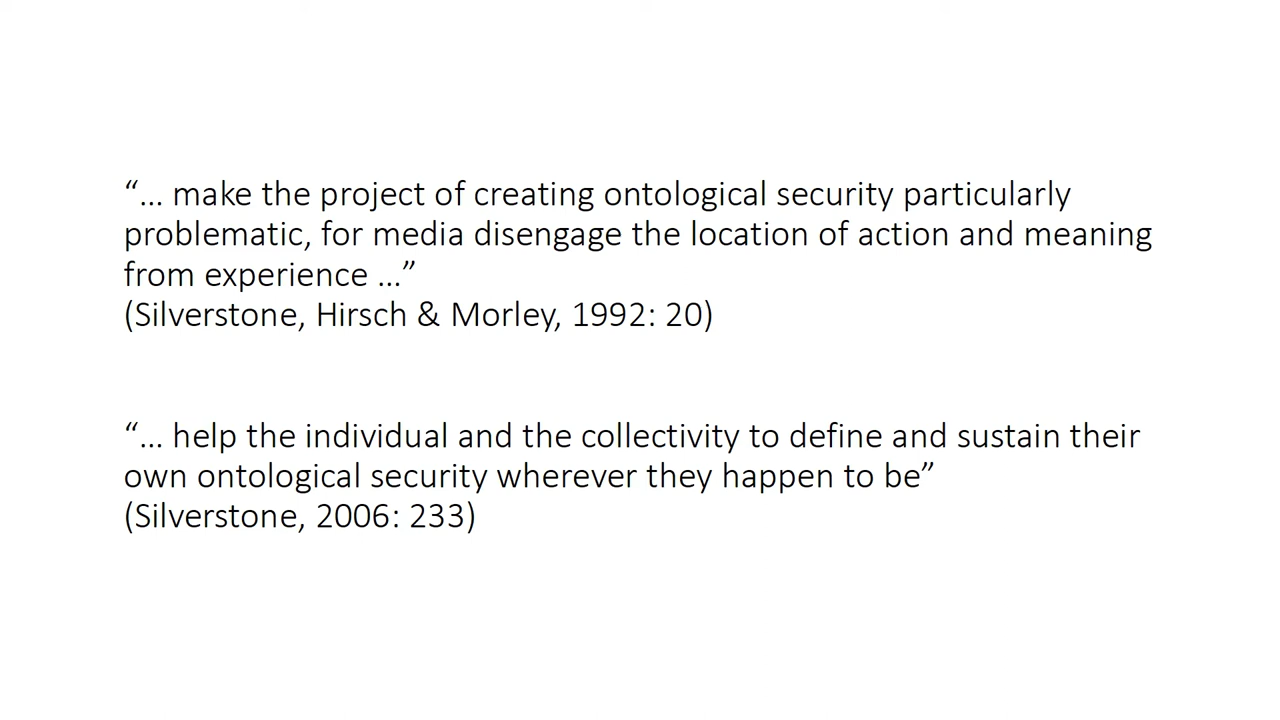 “… make the project of creating ontological security particularly
problematic, for media disengage the location of action and meaning
from experience …”
(Silverstone, Hirsch & Morley, 1992: 20)
“… help the individual and the collectivity to define and sustain their
own ontological security wherever they happen to be”
(Silverstone, 2006: 233)